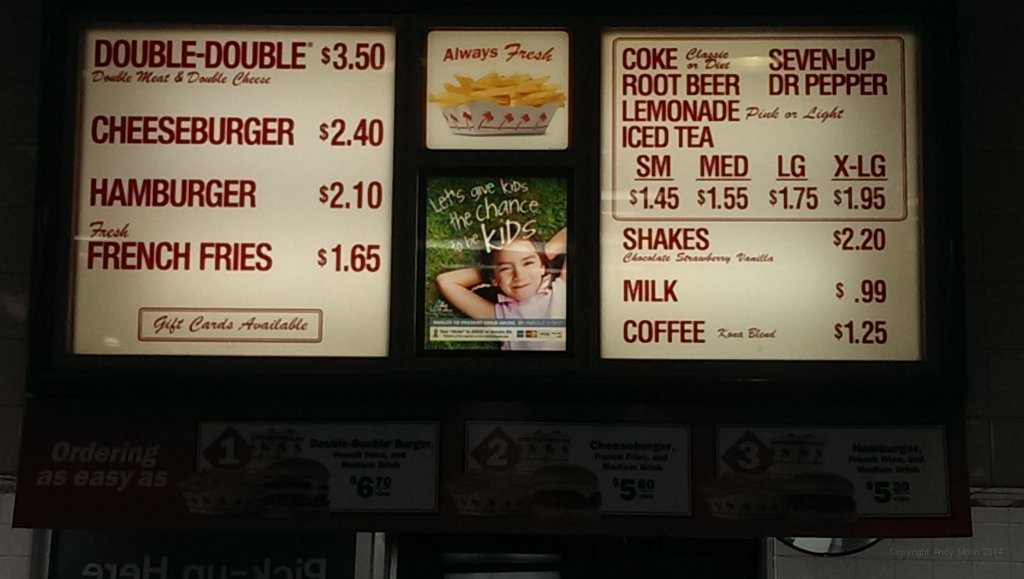 DOUBLE-DOUBLE® $3.50
Double Meat & Double Cheese
CHEESEBURGER $2.40
HAMBURGER $2.10
Fresh
FRENCH FRIES $1.65
Gift Cards Available
Always Fresh
Let's give kids
the chance
to be KiDS
COKE Classic or Diet SEVEN-UP
ROOT BEER DR PEPPER
LEMONADE Pink or Light
ICED TEA
SM MED LG X-LG
$1.45 $1.55 $1.75 $1.95
SHAKES $2.20
Chocolate Strawberry Vanilla
MILK $ .99
COFFEE Kona Blend $1.25
Ordering
as easy as
1
Double-Double® Burger,
French Fries, and
Medium Drink
$6.70
2
Cheeseburger,
French Fries, and
Medium Drink
$5.60
3
Hamburger,
French Fries, and
Medium Drink
$5.30
Pick-up Here
Copyright Andy Moon 2014